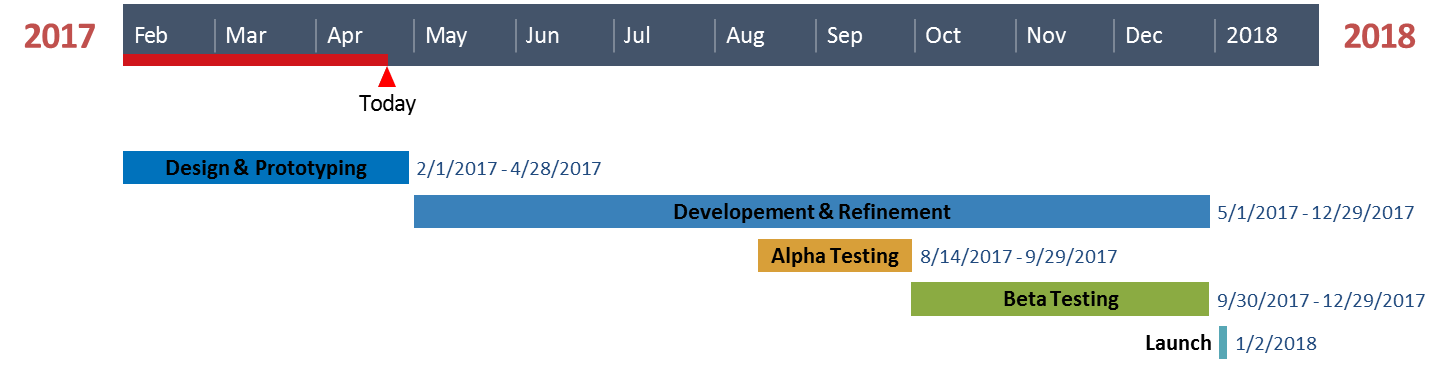 2017 Feb Mar Apr May Jun Jul Aug Sep Oct Nov Dec 2018 2018
Today
Design & Prototyping 2/1/2017 - 4/28/2017
Developement & Refinement 5/1/2017 - 12/29/2017
Alpha Testing 8/14/2017 - 9/29/2017
Beta Testing 9/30/2017 - 12/29/2017
Launch 1/2/2018